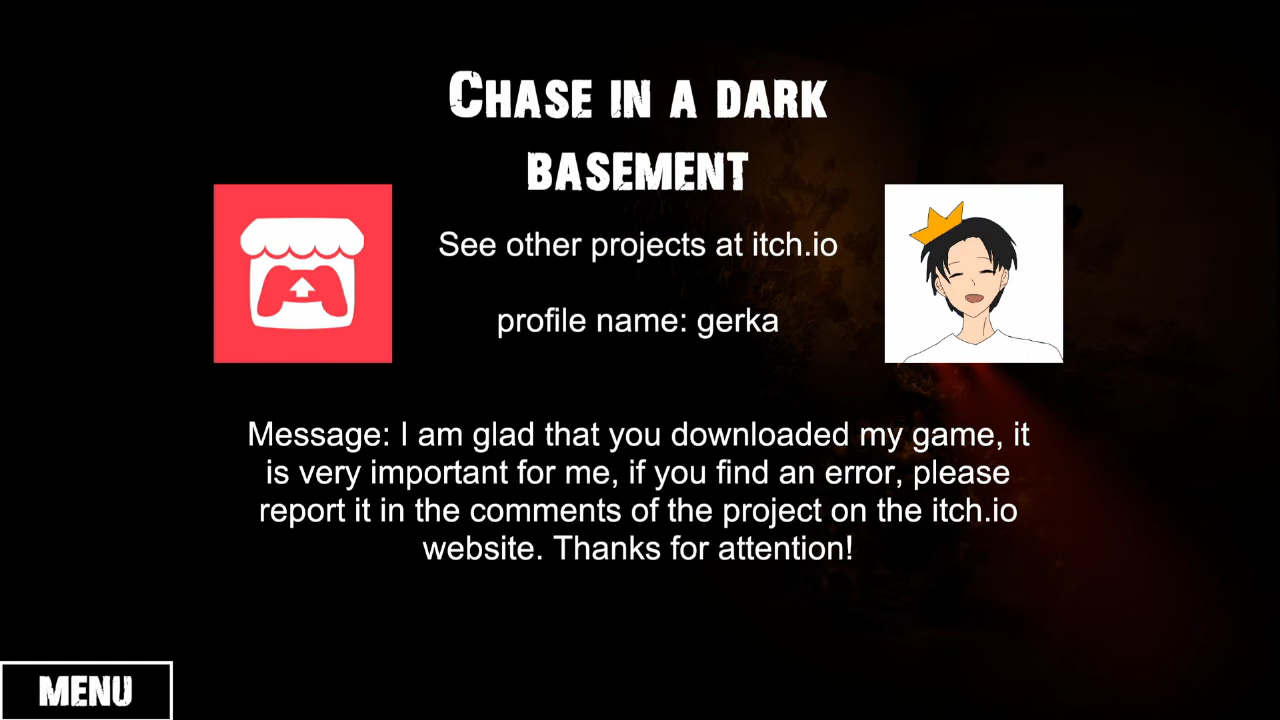 Chase in a dark
basement
See other projects at itch.io
profile name: gerka
Message: I am glad that you downloaded my game, it
is very important for me, if you find an error, please
report it in the comments of the project on the itch.io
website. Thanks for attention!
MENU